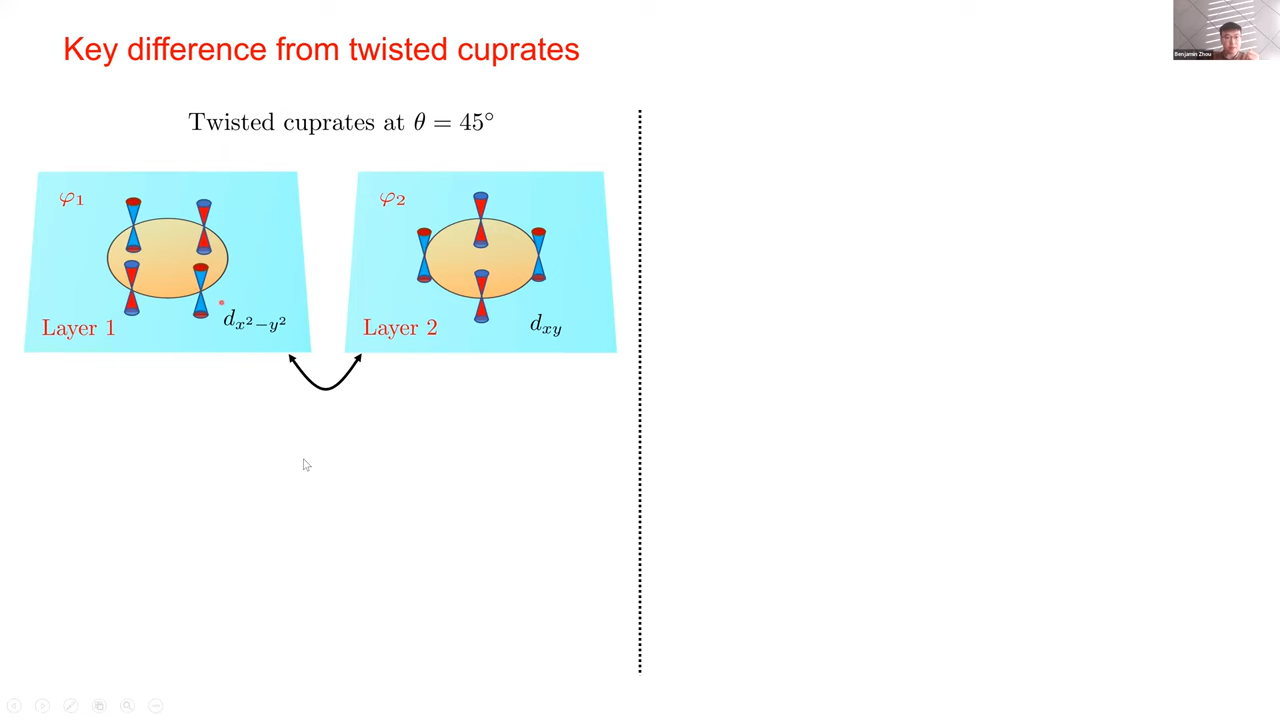 Key difference from twisted cuprates
Benjamin Zhou
Twisted cuprates at θ = 45°
φ₁
φ₂
Layer 1
d_{x²−y²}
Layer 2
d_{xy}